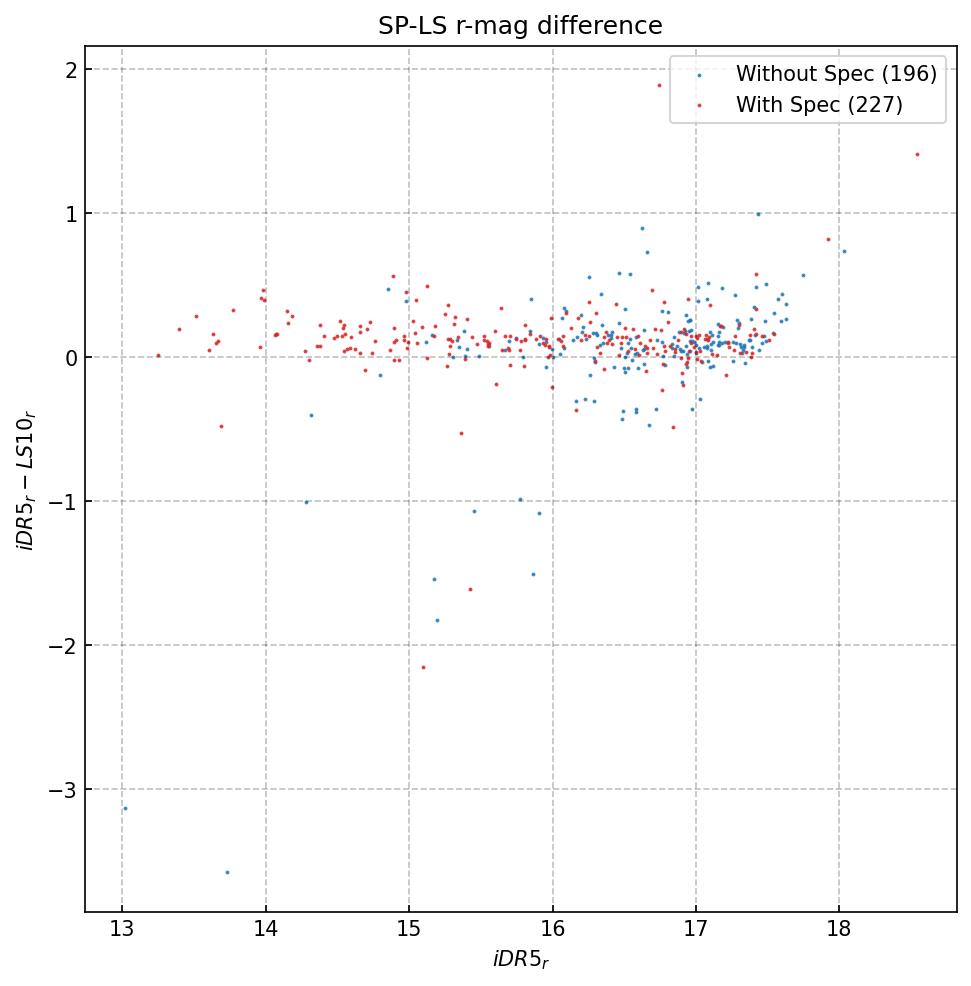 SP-LS r-mag difference
Without Spec (196)
With Spec (227)
2
1
0
−1
−2
−3
iDR5r − LS10r
13 14 15 16 17 18
iDR5r